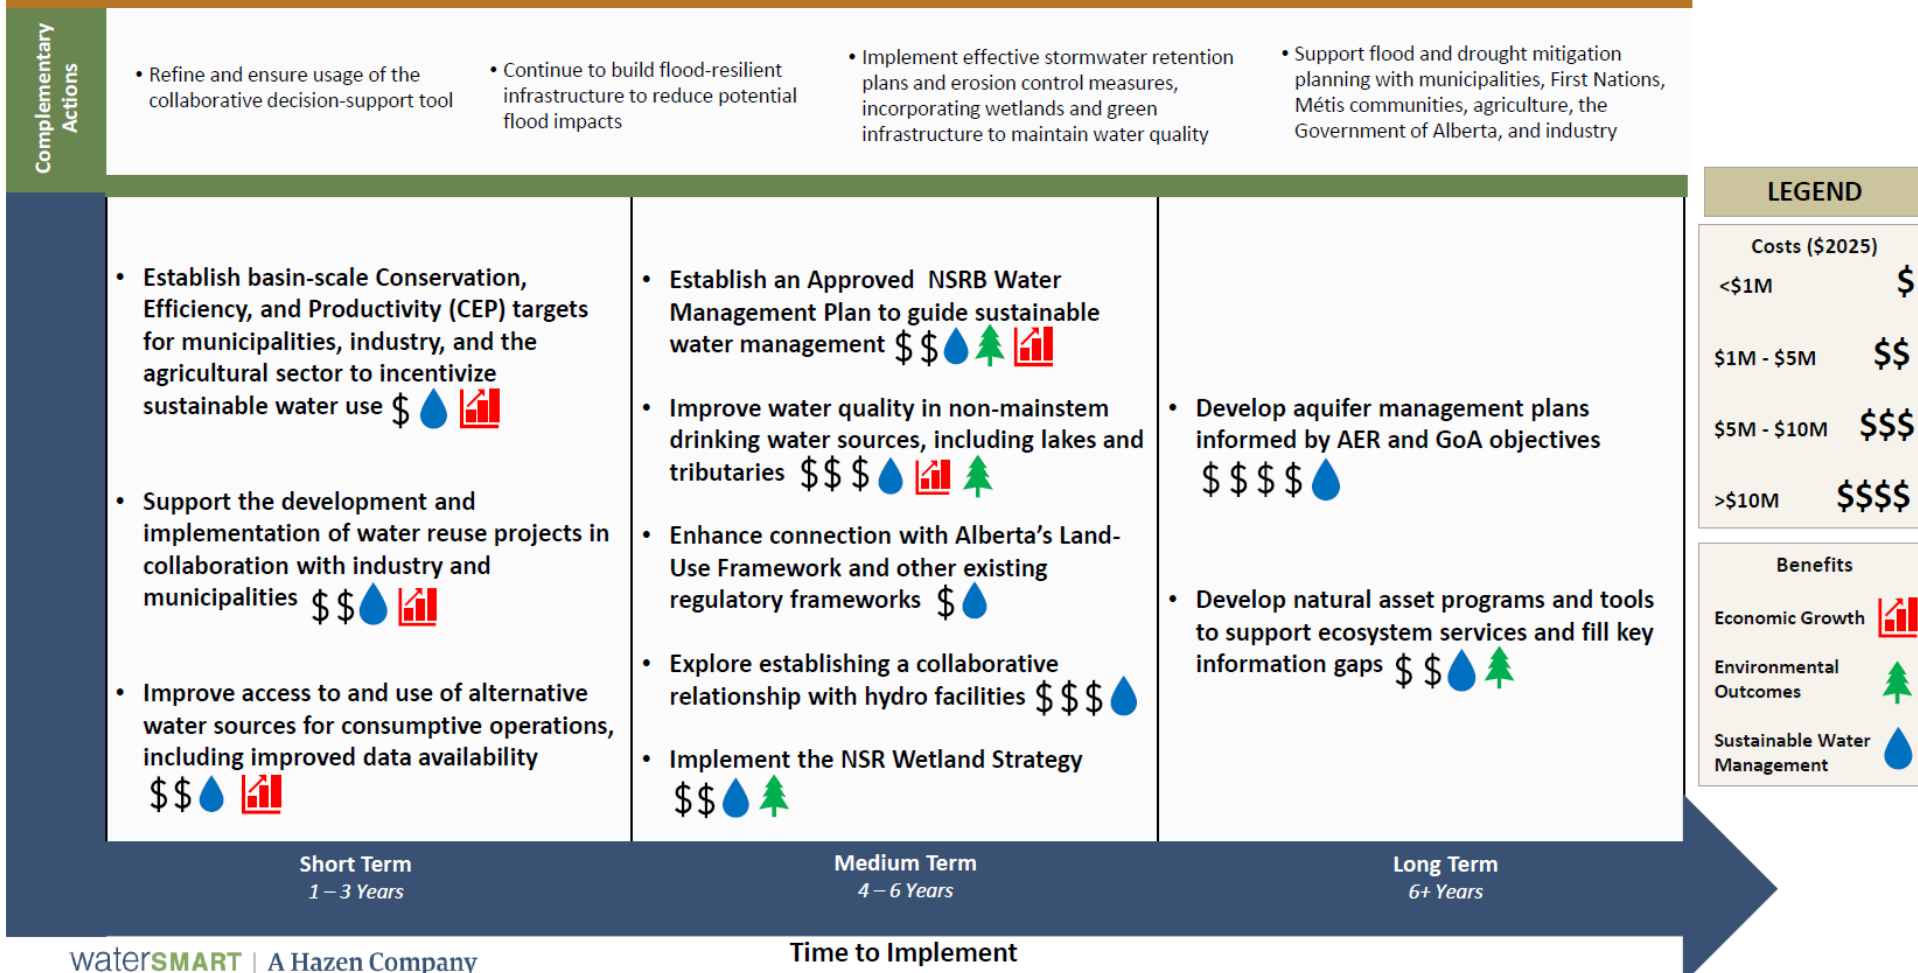 Complementary
Actions
• Refine and ensure usage of the
collaborative decision-support tool
• Continue to build flood-resilient
infrastructure to reduce potential
flood impacts
• Implement effective stormwater retention
plans and erosion control measures,
incorporating wetlands and green
infrastructure to maintain water quality
• Support flood and drought mitigation
planning with municipalities, First Nations,
Métis communities, agriculture, the
Government of Alberta, and industry
• Establish basin-scale Conservation,
Efficiency, and Productivity (CEP) targets
for municipalities, industry, and the
agricultural sector to incentivize
sustainable water use $
• Support the development and
implementation of water reuse projects in
collaboration with industry and
municipalities $ $
• Improve access to and use of alternative
water sources for consumptive operations,
including improved data availability
$ $
• Establish an Approved NSRB Water
Management Plan to guide sustainable
water management $ $
• Improve water quality in non-mainstem
drinking water sources, including lakes and
tributaries $ $ $
• Enhance connection with Alberta’s Land-
Use Framework and other existing
regulatory frameworks $
• Explore establishing a collaborative
relationship with hydro facilities $ $ $
• Implement the NSR Wetland Strategy
$ $
• Develop aquifer management plans
informed by AER and GoA objectives
$ $ $ $
• Develop natural asset programs and tools
to support ecosystem services and fill key
information gaps $ $
LEGEND
Costs ($2025)
<$1M $
$1M - $5M $$
$5M - $10M $$$
>$10M $$$$
Benefits
Economic Growth
Environmental
Outcomes
Sustainable Water
Management
Short Term
1 – 3 Years
Medium Term
4 – 6 Years
Long Term
6+ Years
Time to Implement
waterSMART | A Hazen Company